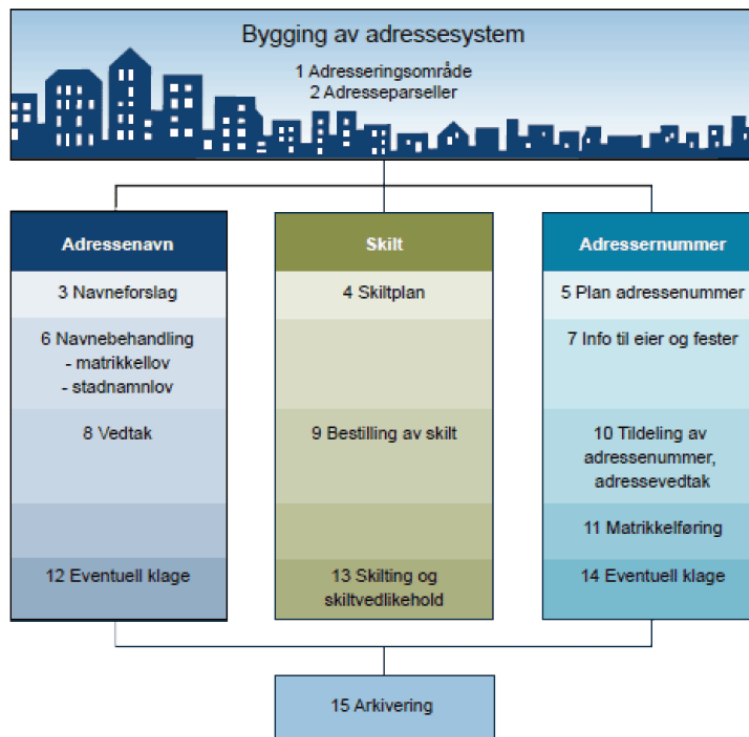 Bygging av adressesystem
1 Adresseringsområde
2 Adresseparseller
Adressenavn
3 Navneforslag
6 Navnebehandling
- matrikkellov
- stadnamnlov
8 Vedtak
12 Eventuell klage
Skilt
4 Skiltplan
9 Bestilling av skilt
13 Skilting og
skiltvedlikehold
Adressernummer
5 Plan adressenummer
7 Info til eier og fester
10 Tildeling av
adressenummer,
adressevedtak
11 Matrikkelføring
14 Eventuell klage
15 Arkivering